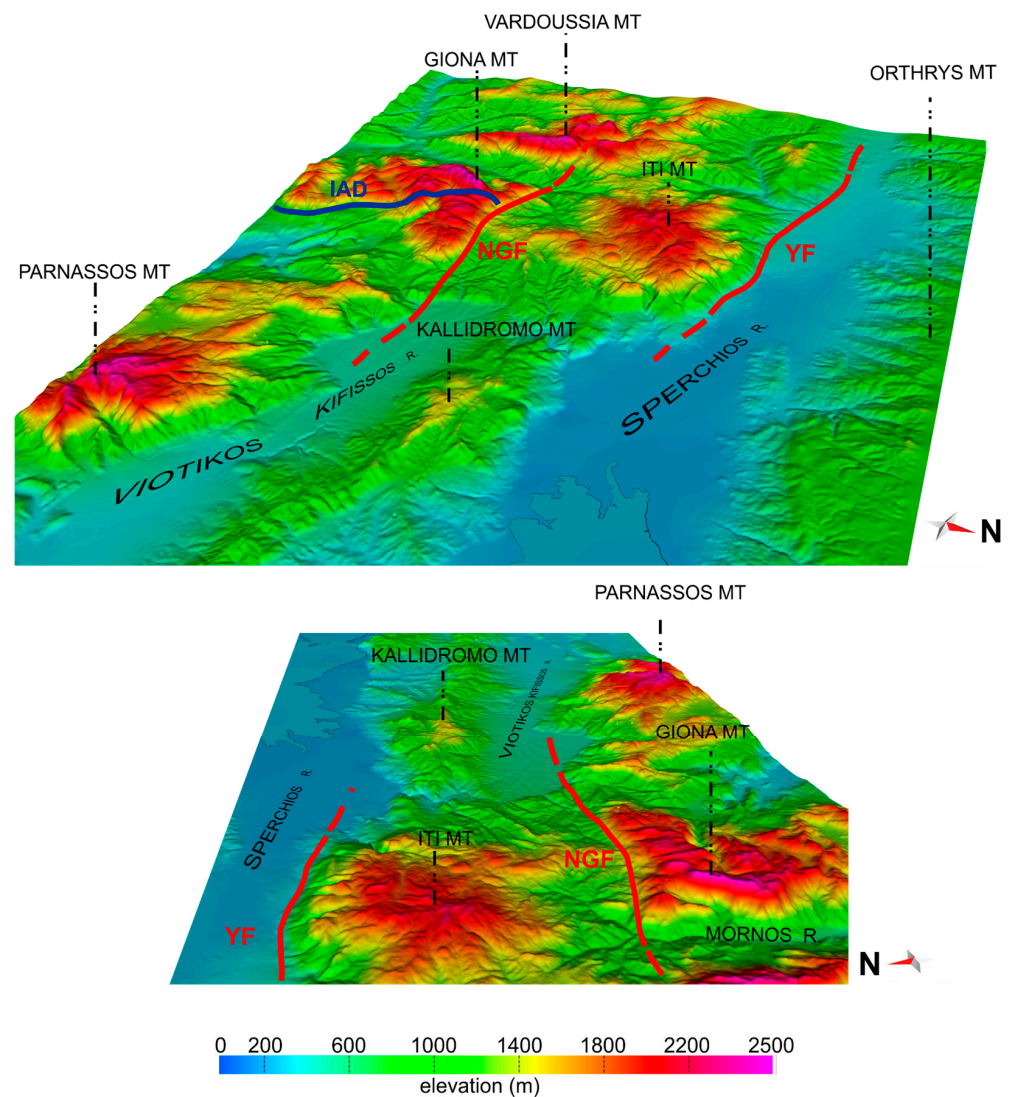 VARDOUSSIA MT
GIONA MT
ORTHRYS MT
ITI MT
IAD
NGF
YF
PARNASSOS MT
KALLIDROMO MT
KIFISSOS R.
SPERCHIOS R.
VIOTIKOS
N
PARNASSOS MT
KALLIDROMO MT
VIOTIKOS KIFISSOS R.
GIONA MT
SPERCHIOS R.
ITI MT
NGF
YF
MORNOS R.
N
0 200 600 1000 1400 1800 2200 2500
elevation (m)